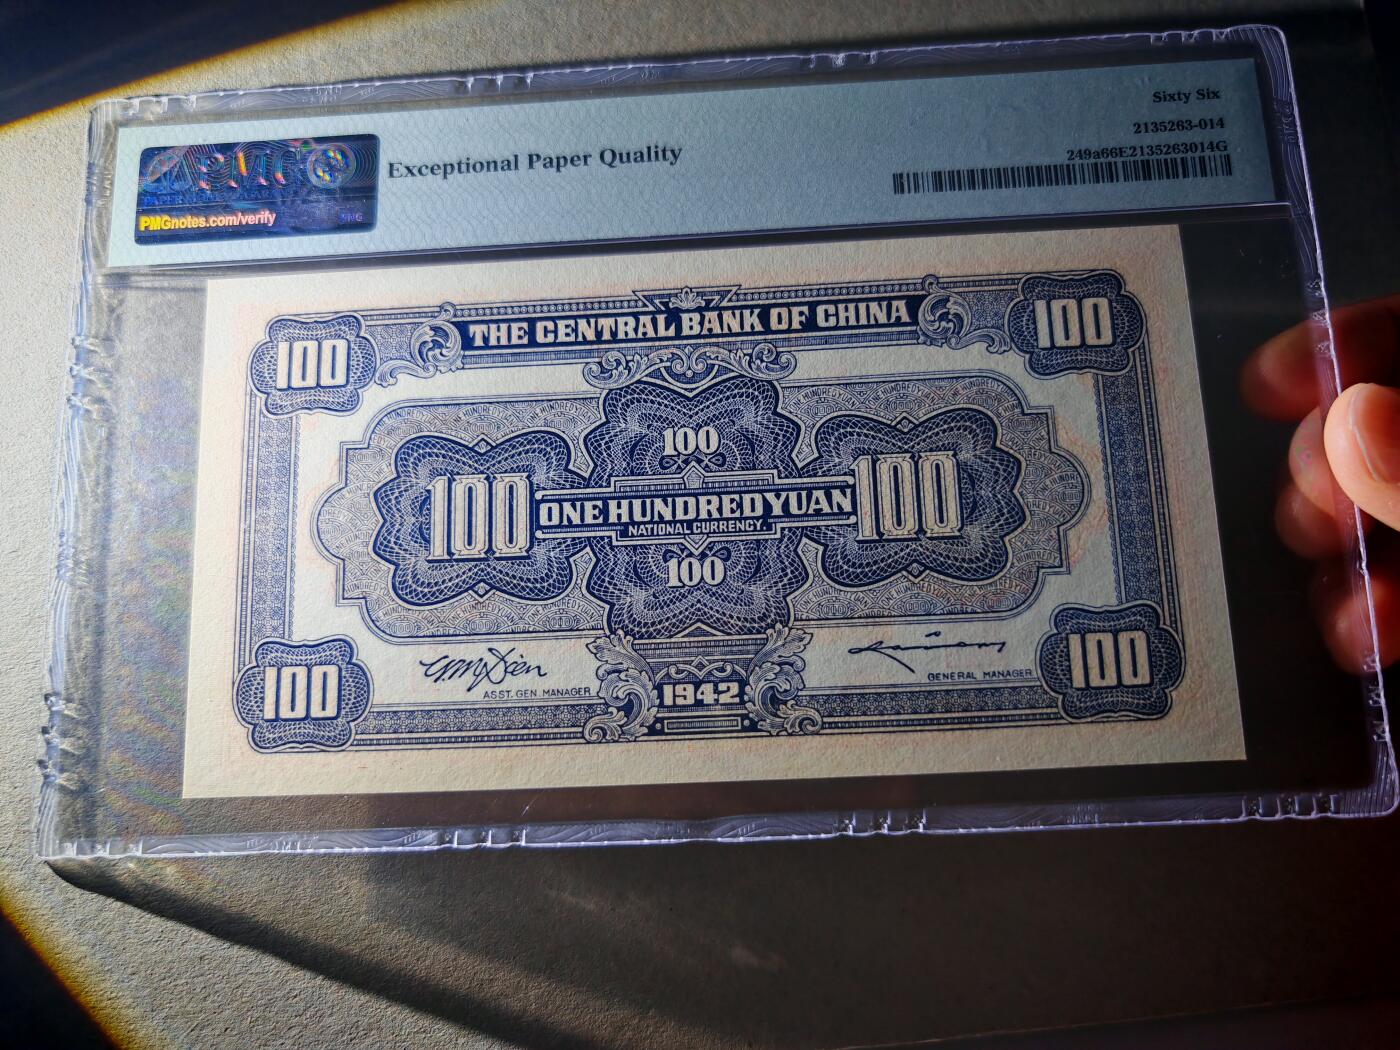 Sixty Six
2135263-014
249a66E2135263014G
PMG
PMGnotes.com/verify
Exceptional Paper Quality
THE CENTRAL BANK OF CHINA
100
100
100
100
100
ONE HUNDRED YUAN
NATIONAL CURRENCY.
100
ASST. GEN. MANAGER
GENERAL MANAGER
100
1942
100